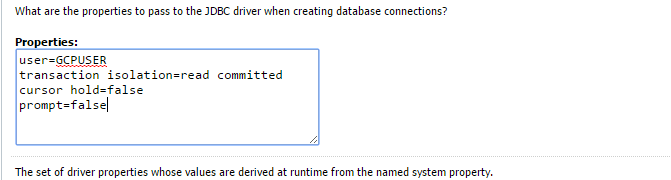 What are the properties to pass to the JDBC driver when creating database connections?
Properties:
user=GCPUSER
transaction isolation=read committed
cursor hold=false
prompt=false
The set of driver properties whose values are derived at runtime from the named system property.